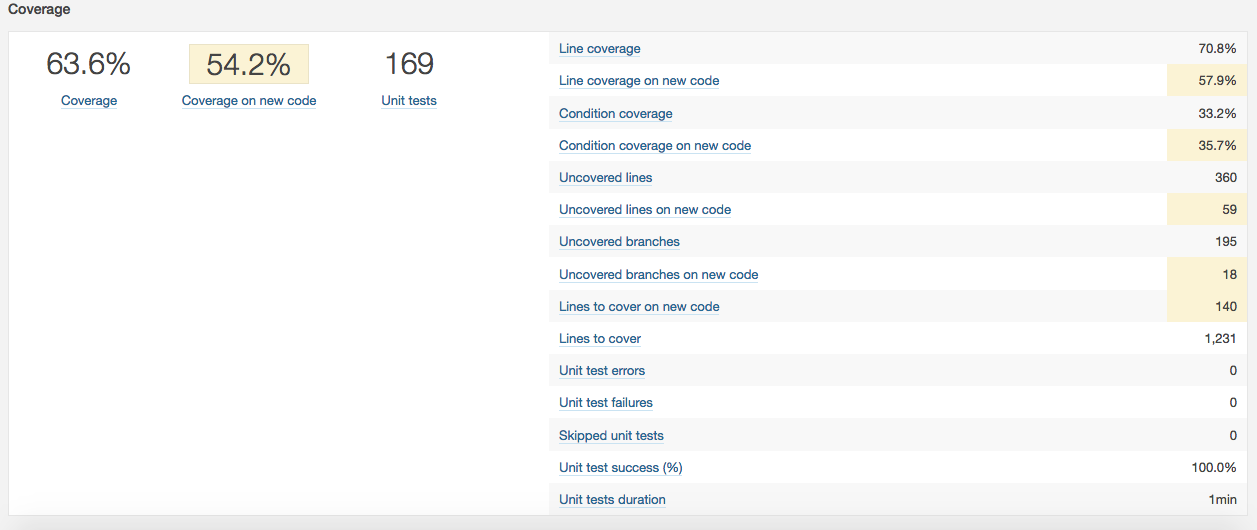 Coverage
63.6% 54.2% 169
Coverage Coverage on new code Unit tests
Line coverage 70.8%
Line coverage on new code 57.9%
Condition coverage 33.2%
Condition coverage on new code 35.7%
Uncovered lines 360
Uncovered lines on new code 59
Uncovered branches 195
Uncovered branches on new code 18
Lines to cover on new code 140
Lines to cover 1,231
Unit test errors 0
Unit test failures 0
Skipped unit tests 0
Unit test success (%) 100.0%
Unit tests duration 1min